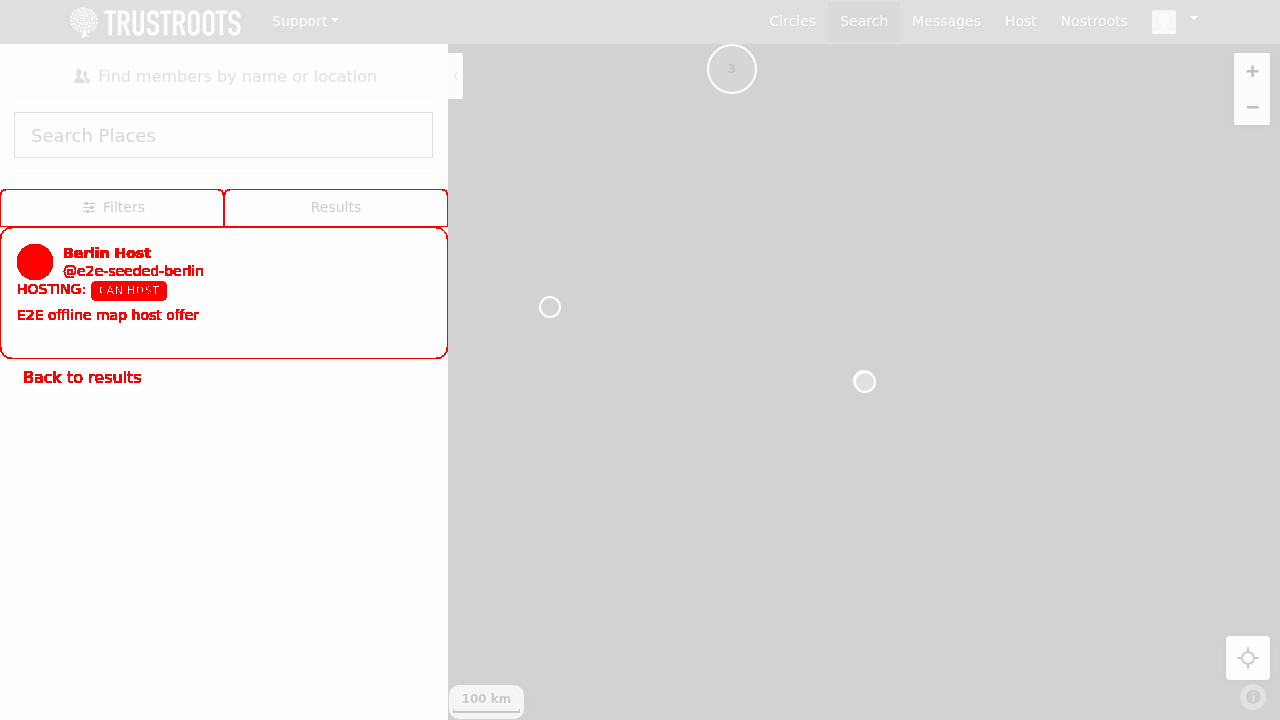 TRUSTROOTS
Support
Circles
Search
Messages
Host
Nostroots
Find members by name or location
Search Places
Filters
Results
Berlin Host
@e2e-seeded-berlin
HOSTING: CAN HOST
E2E offline map host offer
Back to results
3
100 km